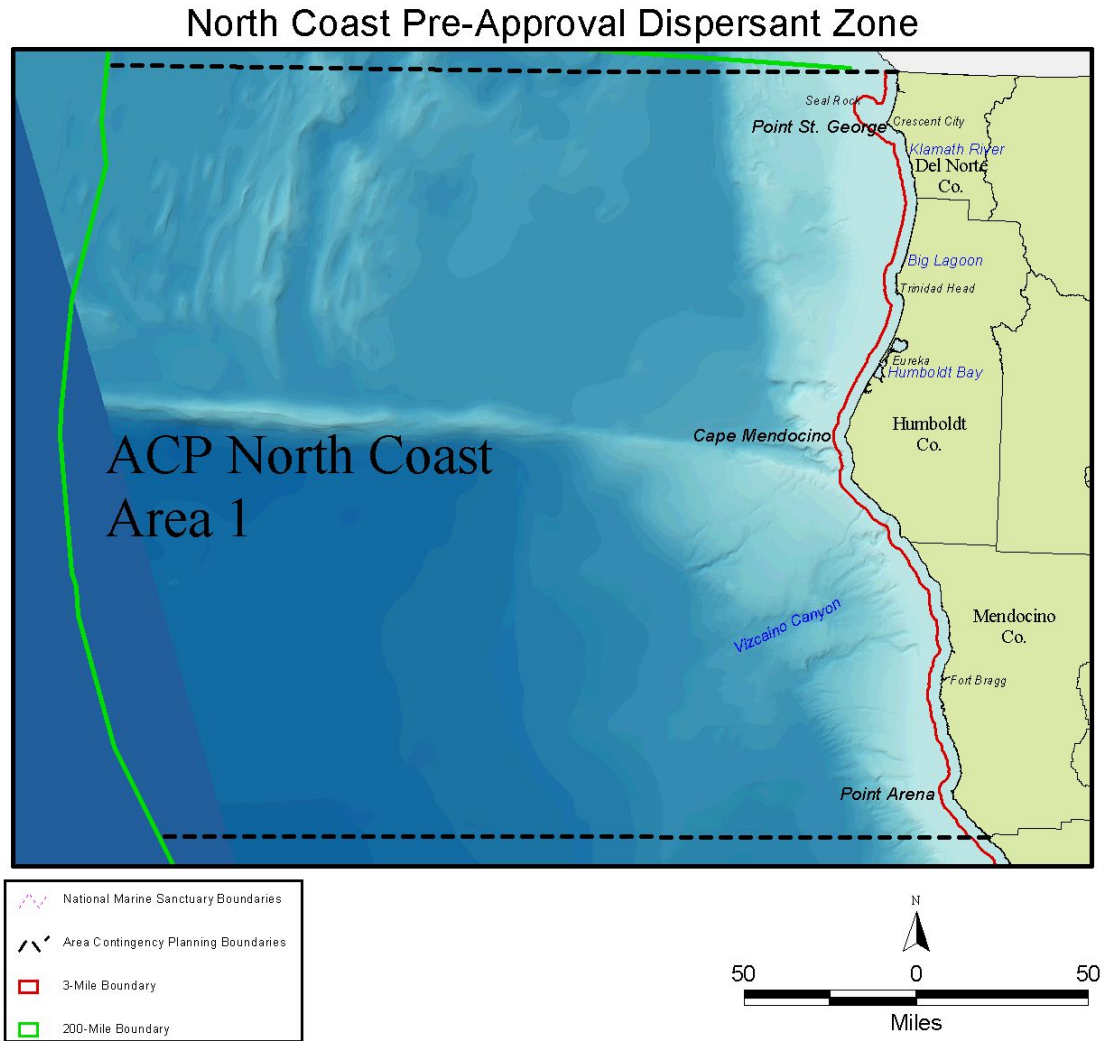 North Coast Pre-Approval Dispersant Zone
Seal Rock
Point St. George
Crescent City
Klamath River
Del Norte
Co.
Big Lagoon
Trinidad Head
Eureka
Humboldt Bay
Cape Mendocino
Humboldt
Co.
ACP North Coast
Area 1
Vizcaino Canyon
Mendocino
Co.
Fort Bragg
Point Arena
National Marine Sanctuary Boundaries
Area Contingency Planning Boundaries
3-Mile Boundary
200-Mile Boundary
N
50 0 50
Miles